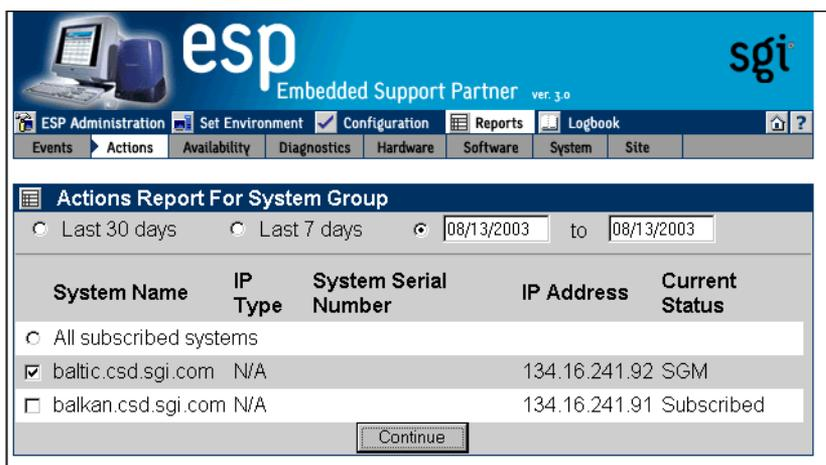 esp
sgi
Embedded Support Partner ver. 3.0
ESP Administration Set Environment Configuration Reports Logbook ?
Events Actions Availability Diagnostics Hardware Software System Site
Actions Report For System Group
Last 30 days Last 7 days 08/13/2003 to 08/13/2003
System Name IP Type System Serial Number IP Address Current Status
All subscribed systems
baltic.csd.sgi.com N/A 134.16.241.92 SGM
balkan.csd.sgi.com N/A 134.16.241.91 Subscribed
Continue